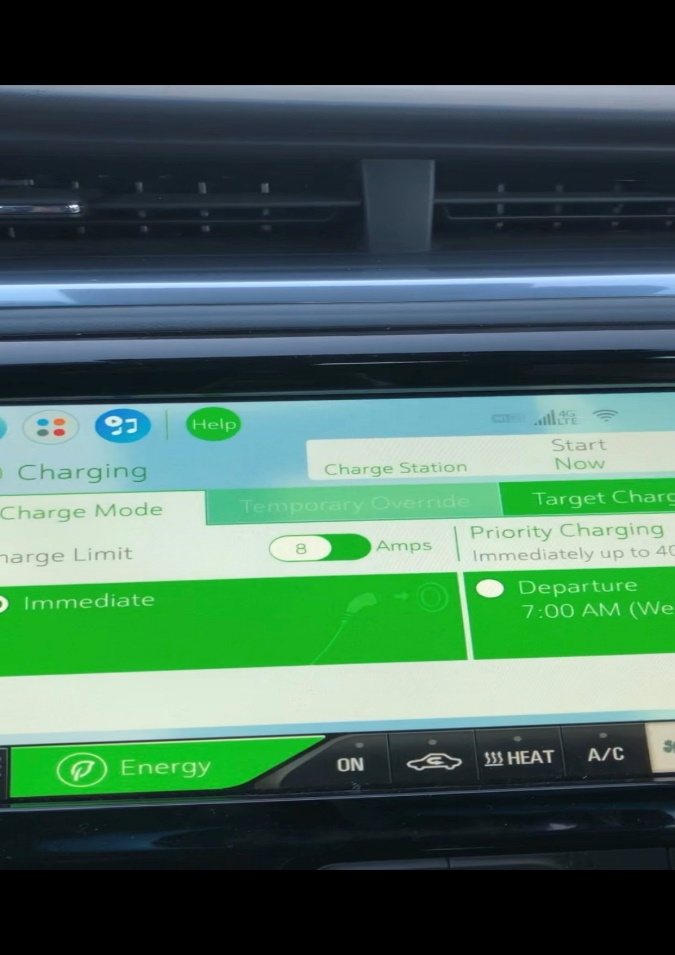 Help
4G
LTE
Charging
Charge Station
Start
Now
Charge Mode
Temporary Override
Target Charg
harge Limit
8
Amps
Priority Charging
Immediately up to 40
Immediate
Departure
7:00 AM (We
Energy
ON
HEAT
A/C